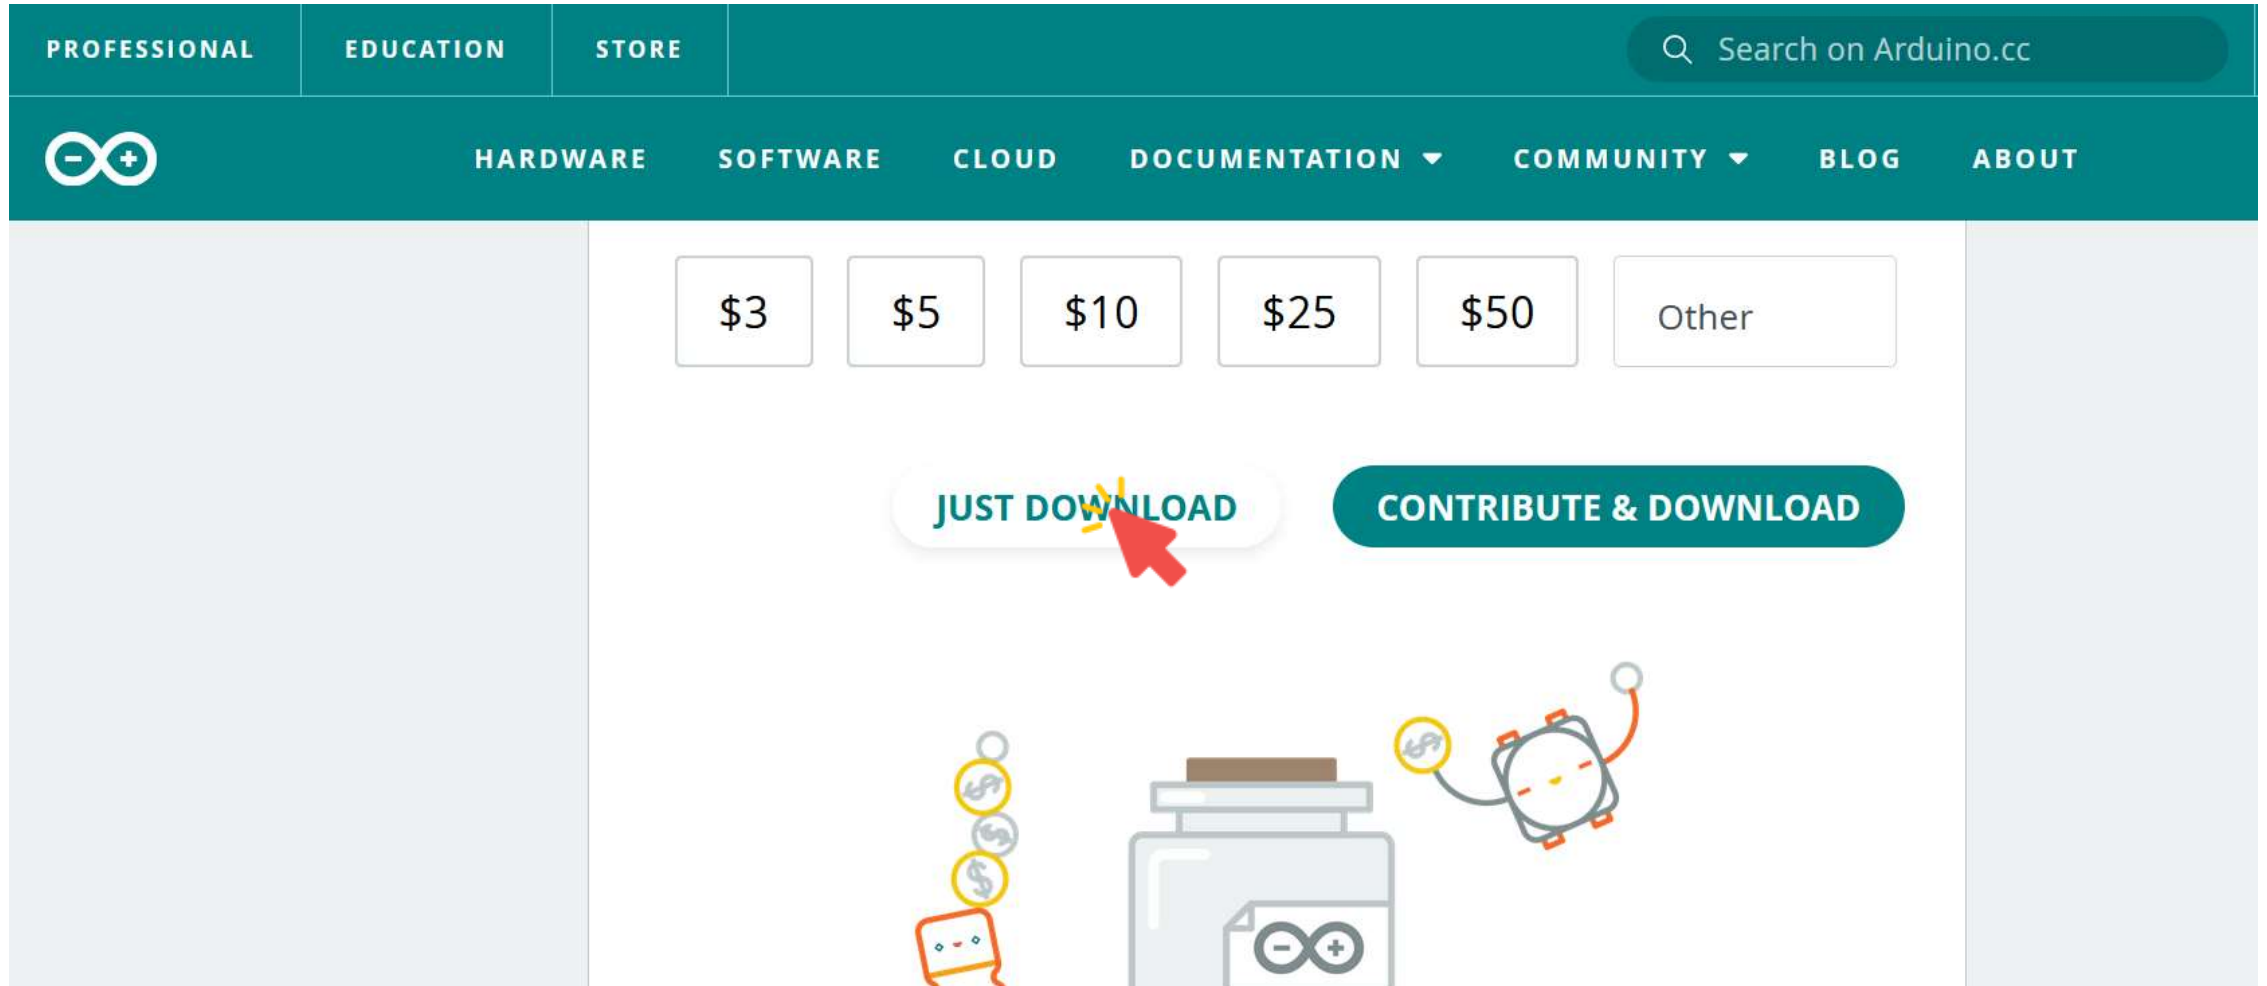 PROFESSIONAL EDUCATION STORE Search on Arduino.cc
HARDWARE SOFTWARE CLOUD DOCUMENTATION COMMUNITY BLOG ABOUT
$3 $5 $10 $25 $50 Other
JUST DOWNLOAD CONTRIBUTE & DOWNLOAD